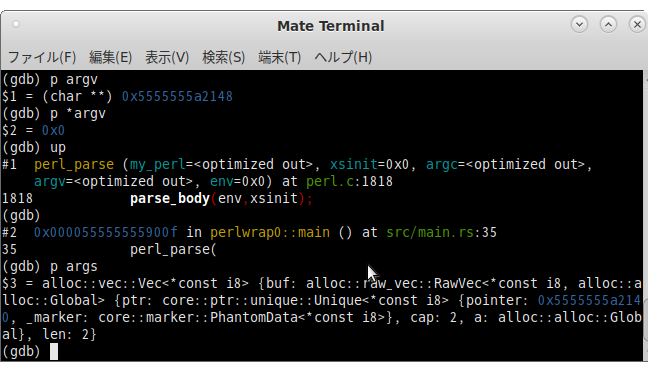 Mate Terminal
ファイル(F) 編集(E) 表示(V) 検索(S) 端末(T) ヘルプ(H)
(gdb) p argv
$1 = (char **) 0x5555555a2148
(gdb) p *argv
$2 = 0x0
(gdb) up
#1  perl_parse (my_perl=<optimized out>, xsinit=0x0, argc=<optimized out>,
    argv=<optimized out>, env=0x0) at perl.c:1818
1818            parse_body(env,xsinit);
(gdb)
#2  0x000055555555900f in perlwrap0::main () at src/main.rs:35
35              perl_parse(
(gdb) p args
$3 = alloc::vec::Vec<*const i8> {buf: alloc::raw_vec::RawVec<*const i8, alloc::a
lloc::Global> {ptr: core::ptr::unique::Unique<*const i8> {pointer: 0x5555555a214
0, _marker: core::marker::PhantomData<*const i8>}, cap: 2, a: alloc::alloc::Glob
al}, len: 2}
(gdb)